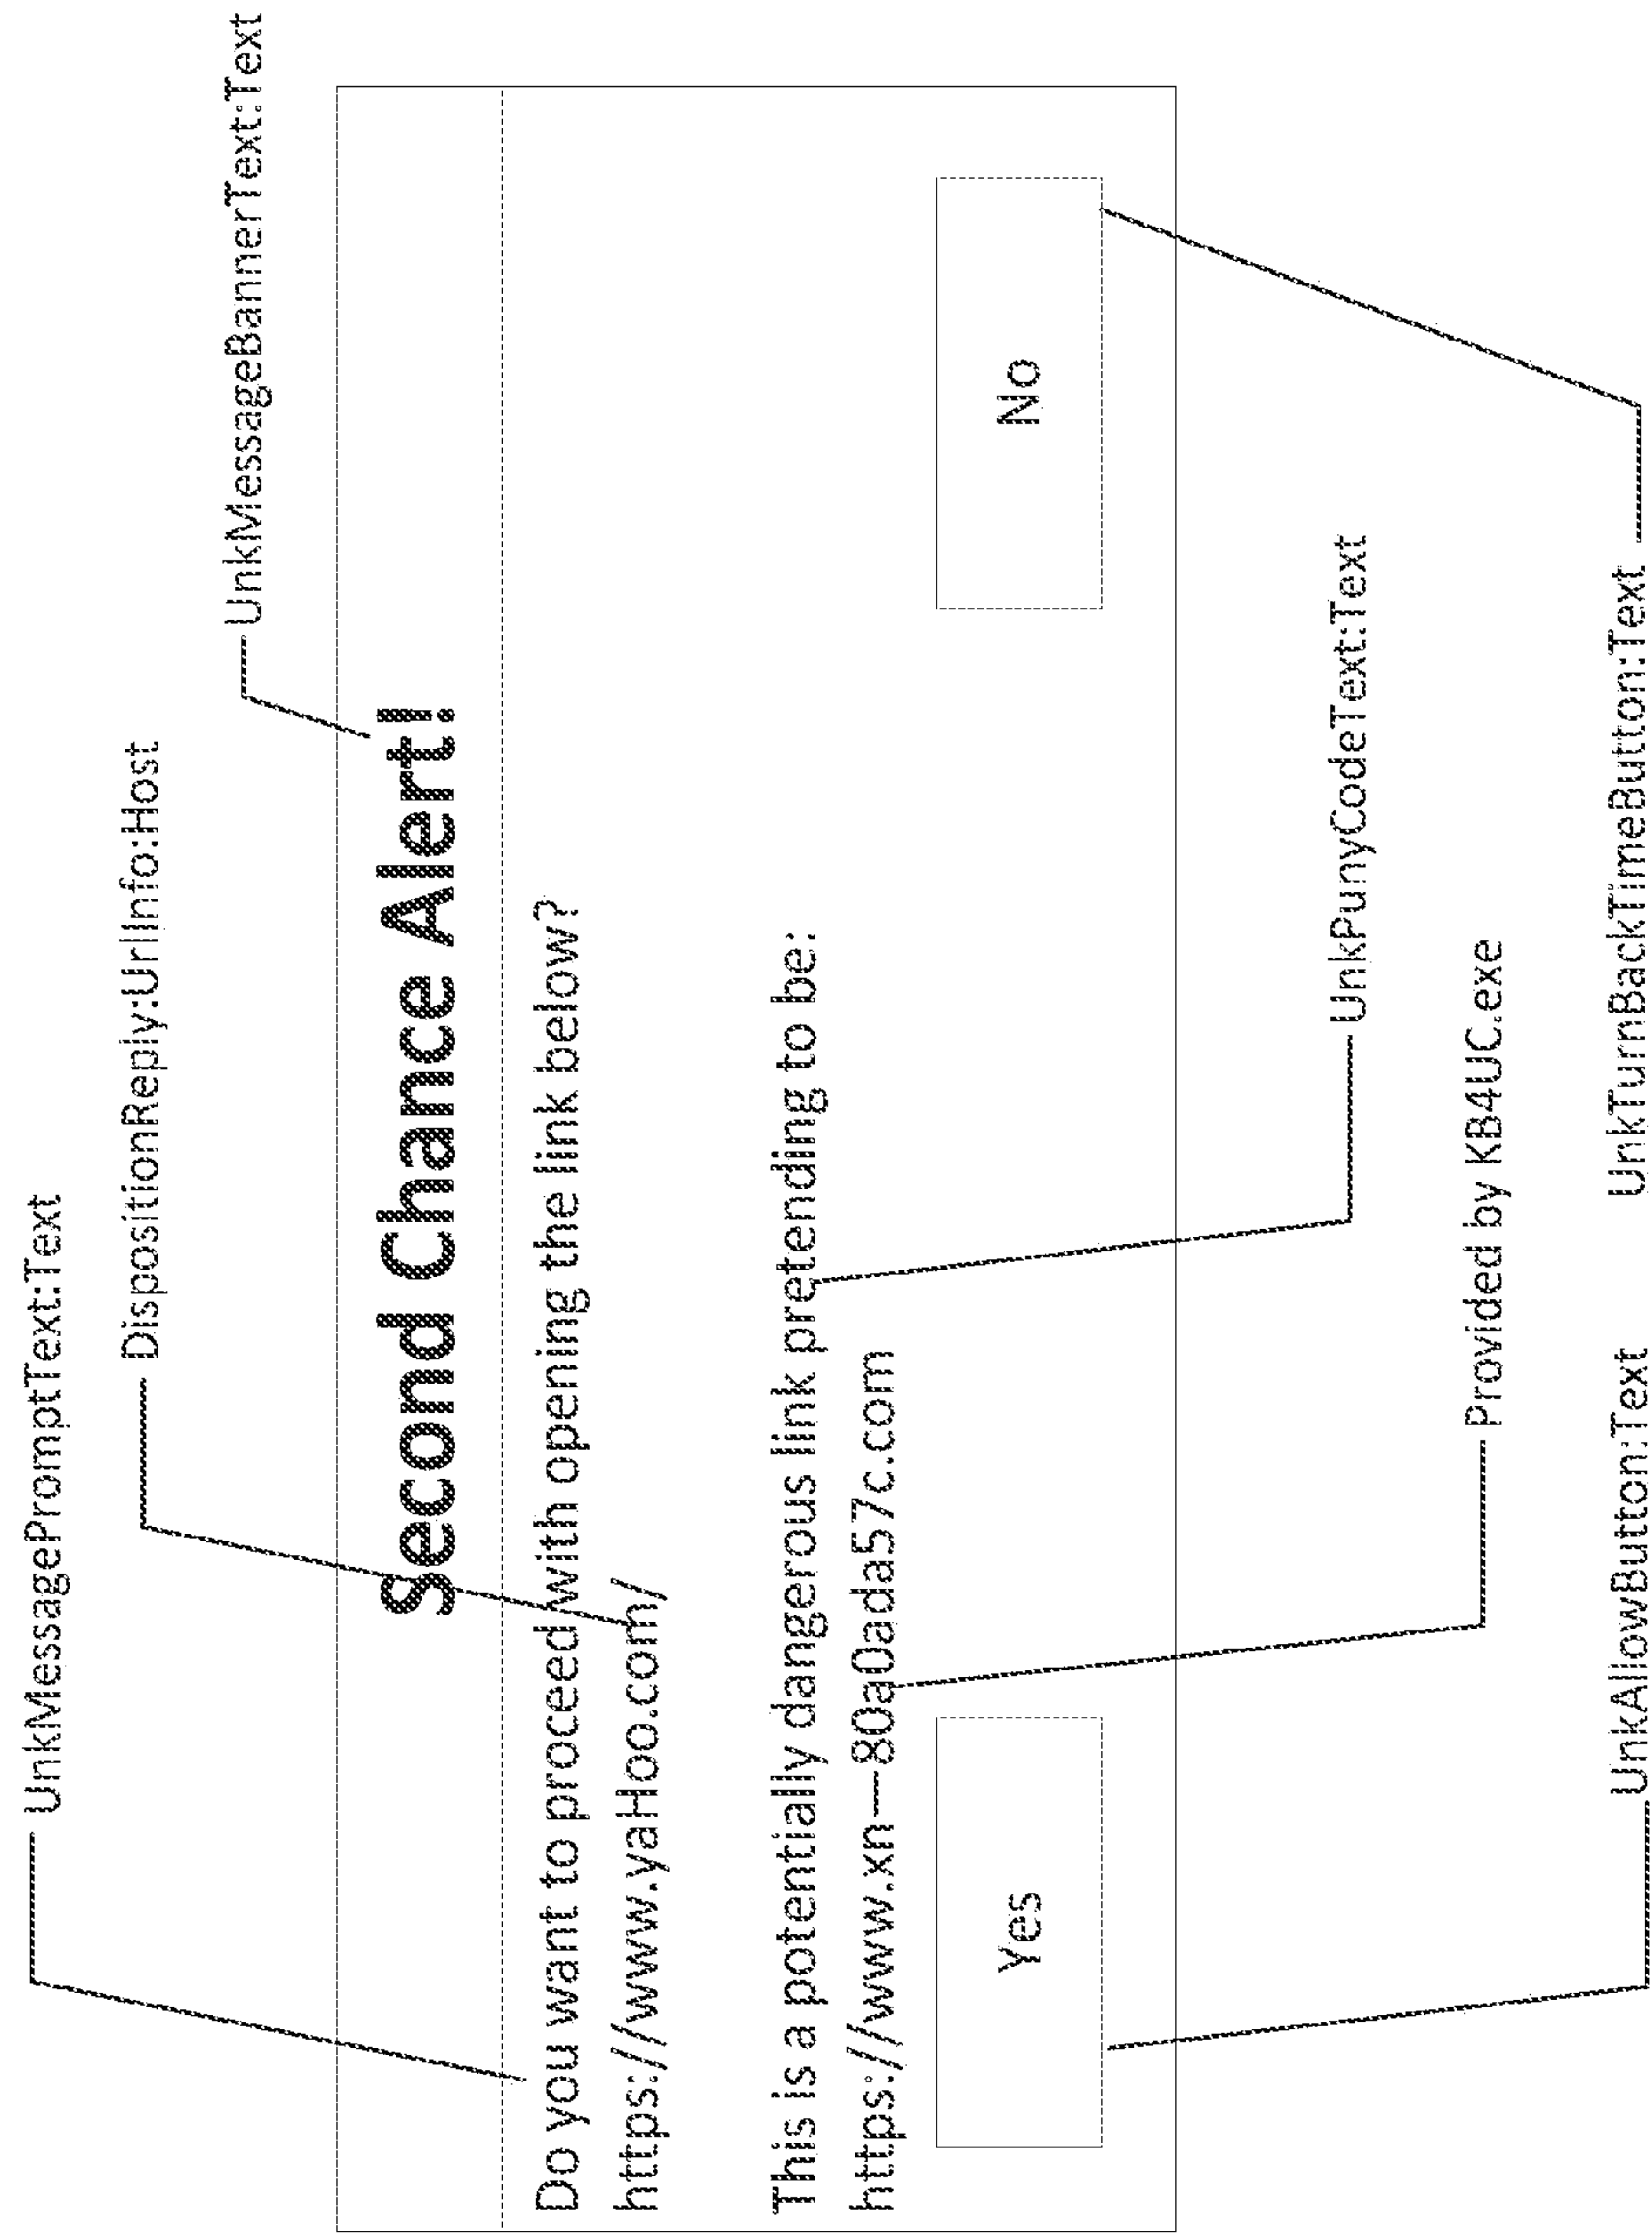 UnkMessagePromptText:Text
DispositionReply:UrlInfo:Host
UnkMessageBannerText:Text
Second Chance Alert!
Do you want to proceed with opening the link below?
https://www.yaHoo.com/
This is a potentially dangerous link pretending to be:
https://www.xn—80a0ada57c.com
Yes
No
UnkPunyCodeText:Text
Provided by KB4UC.exe
UnkAllowButton:Text
UnkTurnBackTimeButton:Text